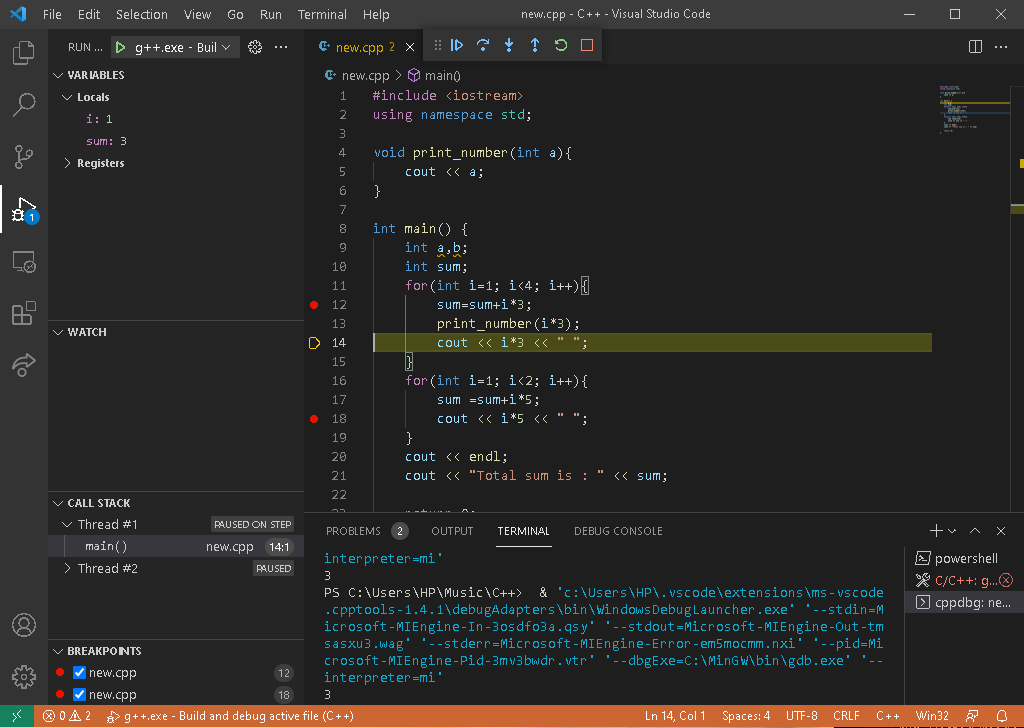 File Edit Selection View Go Run Terminal Help new.cpp - C++ - Visual Studio Code
RUN ... g++.exe - Buil ···
new.cpp 2
new.cpp > main()
VARIABLES
Locals
i: 1
sum: 3
Registers
WATCH
CALL STACK
Thread #1 PAUSED ON STEP
main() new.cpp 14:1
Thread #2 PAUSED
BREAKPOINTS
new.cpp 12
new.cpp 18
1
1 #include <iostream>
2 using namespace std;
3
4 void print_number(int a){
5 cout << a;
6 }
7
8 int main() {
9 int a,b;
10 int sum;
11 for(int i=1; i<4; i++){
12 sum=sum+i*3;
13 print_number(i*3);
14 cout << i*3 << " ";
15 }
16 for(int i=1; i<2; i++){
17 sum =sum+i*5;
18 cout << i*5 << " ";
19 }
20 cout << endl;
21 cout << "Total sum is : " << sum;
22
23 return 0;
PROBLEMS 2 OUTPUT TERMINAL DEBUG CONSOLE
interpreter=mi'
3
PS C:\Users\HP\Music\C++> & 'c:\Users\HP\.vscode\extensions\ms-vscode
.cpptools-1.4.1\debugAdapters\bin\WindowsDebugLauncher.exe' '--stdin=M
icrosoft-MIEngine-In-3osdfo3a.qsy' '--stdout=Microsoft-MIEngine-Out-tm
sasxu3.wag' '--stderr=Microsoft-MIEngine-Error-em5mocmm.nxi' '--pid=Mi
crosoft-MIEngine-Pid-3mv3bwdr.vtr' '--dbgExe=C:\MinGW\bin\gdb.exe' '--
interpreter=mi'
3
powershell
C/C++: g...
cppdbg: ne...
0 2 g++.exe - Build and debug active file (C++) Ln 14, Col 1 Spaces: 4 UTF-8 CRLF C++ Win32